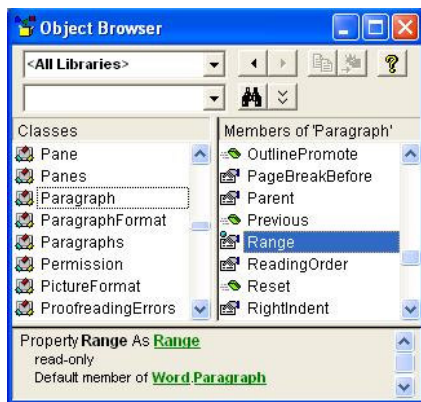 Object Browser
<All Libraries>
?
Classes
Pane
Panes
Paragraph
ParagraphFormat
Paragraphs
Permission
PictureFormat
ProofreadingErrors
Members of 'Paragraph'
OutlinePromote
PageBreakBefore
Parent
Previous
Range
ReadingOrder
Reset
RightIndent
Property Range As Range
read-only
Default member of Word.Paragraph